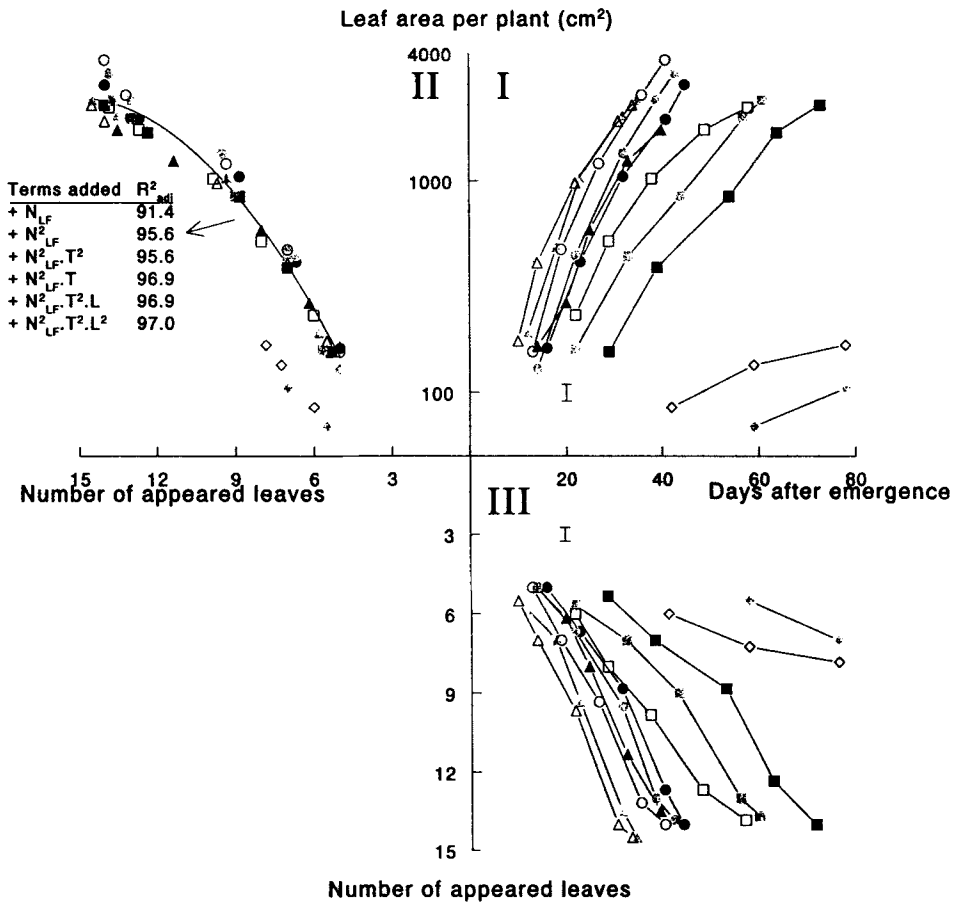 Leaf area per plant (cm²)
4000
II
I
1000
100
Terms added R²adj
+ N_LF 91.4
+ N²_LF 95.6
+ N²_LF.T² 95.6
+ N²_LF.T 96.9
+ N²_LF.T².L 96.9
+ N²_LF.T².L² 97.0
15 12 9 6 3
20 40 60 80
Number of appeared leaves
Days after emergence
III
3
6
9
12
15
Number of appeared leaves